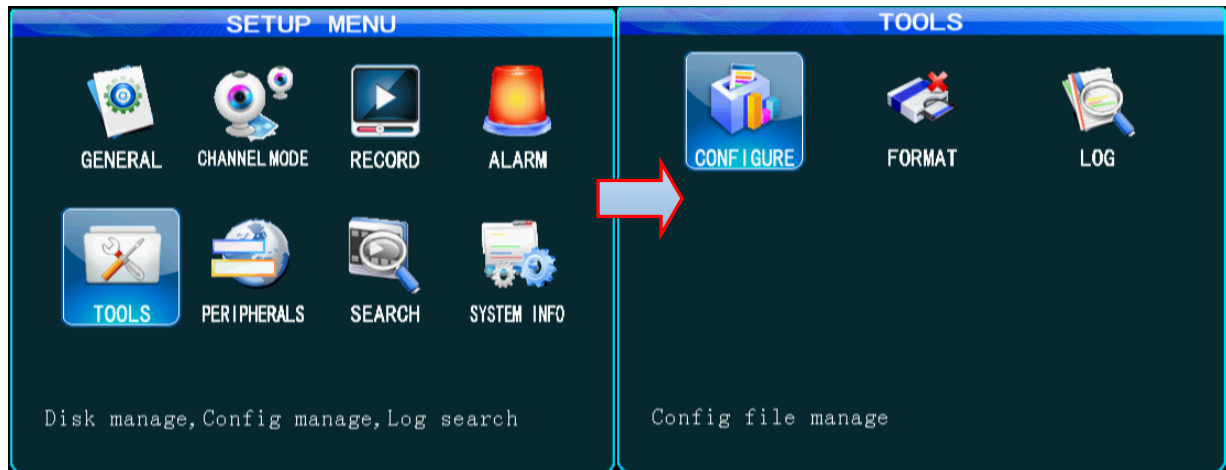 SETUP MENU
GENERAL CHANNEL MODE RECORD ALARM
TOOLS PERIPHERALS SEARCH SYSTEM INFO
Disk manage,Config manage,Log search
TOOLS
CONFIGURE FORMAT LOG
Config file manage